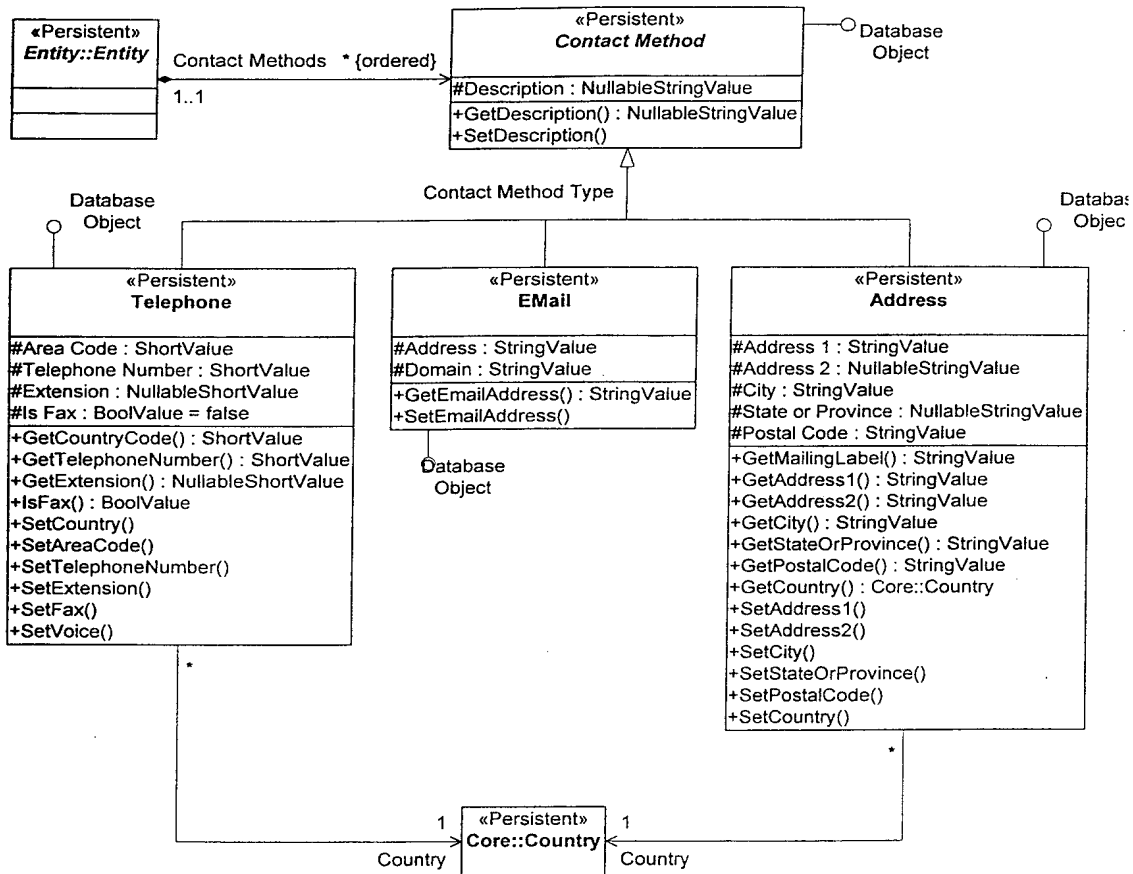 «Persistent»
Entity::Entity
Contact Methods * {ordered}
1..1
«Persistent»
Contact Method
#Description : NullableStringValue
+GetDescription() : NullableStringValue
+SetDescription()
Database
Object
Contact Method Type
Database
Object
Databas
Objec
«Persistent»
Telephone
#Area Code : ShortValue
#Telephone Number : ShortValue
#Extension : NullableShortValue
#Is Fax : BoolValue = false
+GetCountryCode() : ShortValue
+GetTelephoneNumber() : ShortValue
+GetExtension() : NullableShortValue
+IsFax() : BoolValue
+SetCountry()
+SetAreaCode()
+SetTelephoneNumber()
+SetExtension()
+SetFax()
+SetVoice()
«Persistent»
EMail
#Address : StringValue
#Domain : StringValue
+GetEmailAddress() : StringValue
+SetEmailAddress()
Database
Object
«Persistent»
Address
#Address 1 : StringValue
#Address 2 : NullableStringValue
#City : StringValue
#State or Province : NullableStringValue
#Postal Code : StringValue
+GetMailingLabel() : StringValue
+GetAddress1() : StringValue
+GetAddress2() : StringValue
+GetCity() : StringValue
+GetStateOrProvince() : StringValue
+GetPostalCode() : StringValue
+GetCountry() : Core::Country
+SetAddress1()
+SetAddress2()
+SetCity()
+SetStateOrProvince()
+SetPostalCode()
+SetCountry()
*
*
1
Country
«Persistent»
Core::Country
1
Country